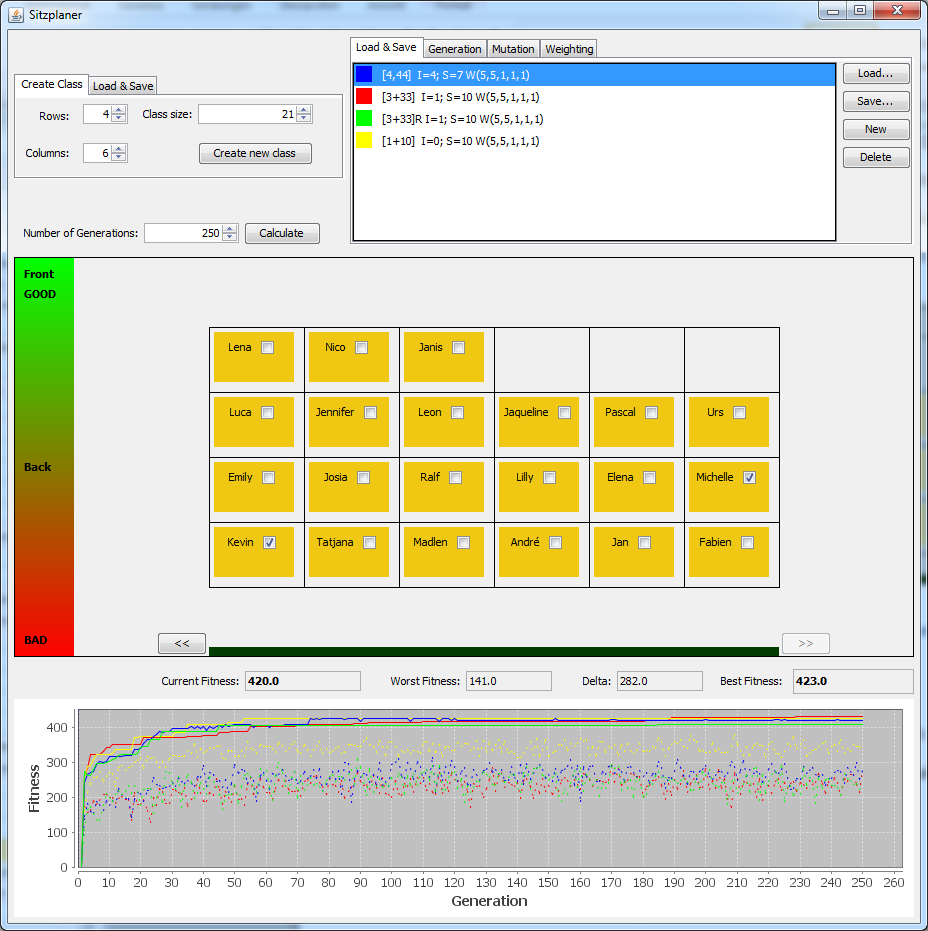 Sitzplaner
Load & Save Generation Mutation Weighting
Create Class Load & Save
[4,44] I=4; S=7 W(5,5,1,1,1)
[3+33] I=1; S=10 W(5,5,1,1,1)
[3+33]R I=1; S=10 W(5,5,1,1,1)
[1+10] I=0; S=10 W(5,5,1,1,1)
Load...
Save...
New
Delete
Rows: 4 Class size: 21
Columns: 6 Create new class
Number of Generations: 250 Calculate
Front
GOOD
Back
BAD
Lena Nico Janis
Luca Jennifer Leon Jaqueline Pascal Urs
Emily Josia Ralf Lilly Elena Michelle
Kevin Tatjana Madlen André Jan Fabien
<< >>
Current Fitness: 420.0 Worst Fitness: 141.0 Delta: 282.0 Best Fitness: 423.0
Fitness
400
300
200
100
0
0 10 20 30 40 50 60 70 80 90 100 110 120 130 140 150 160 170 180 190 200 210 220 230 240 250 260
Generation